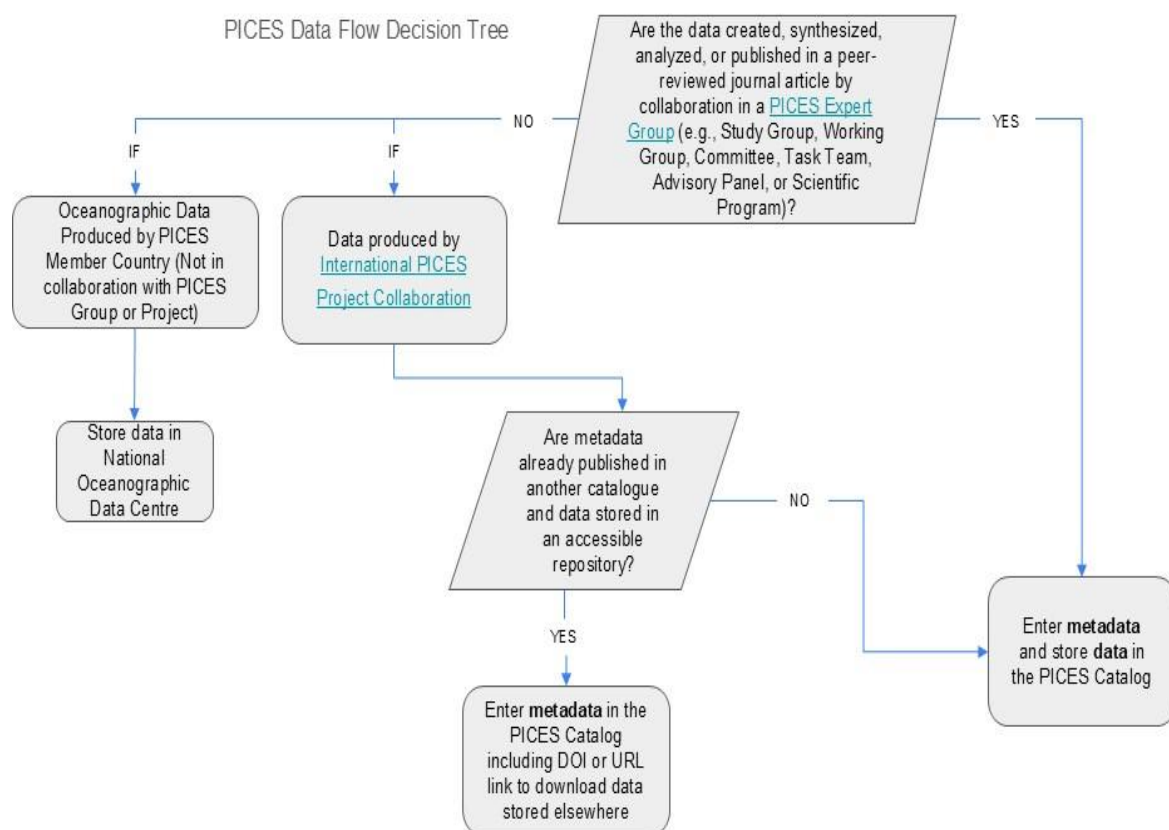 PICES Data Flow Decision Tree
Are the data created, synthesized,
analyzed, or published in a peer-
reviewed journal article by
collaboration in a PICES Expert
Group (e.g., Study Group, Working
Group, Committee, Task Team,
Advisory Panel, or Scientific
Program)?
NO
YES
IF
IF
Oceanographic Data
Produced by PICES
Member Country (Not in
collaboration with PICES
Group or Project)
Data produced by
International PICES
Project Collaboration
Store data in
National
Oceanographic
Data Centre
Are metadata
already published in
another catalogue
and data stored in
an accessible
repository?
NO
YES
Enter metadata
and store data in
the PICES Catalog
Enter metadata in the
PICES Catalog
including DOI or URL
link to download data
stored elsewhere